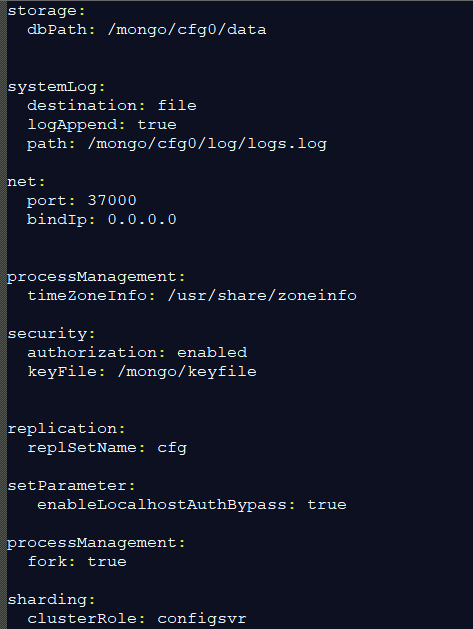 storage:
  dbPath: /mongo/cfg0/data
systemLog:
  destination: file
  logAppend: true
  path: /mongo/cfg0/log/logs.log
net:
  port: 37000
  bindIp: 0.0.0.0
processManagement:
  timeZoneInfo: /usr/share/zoneinfo
security:
  authorization: enabled
  keyFile: /mongo/keyfile
replication:
  replSetName: cfg
setParameter:
   enableLocalhostAuthBypass: true
processManagement:
  fork: true
sharding:
  clusterRole: configsvr